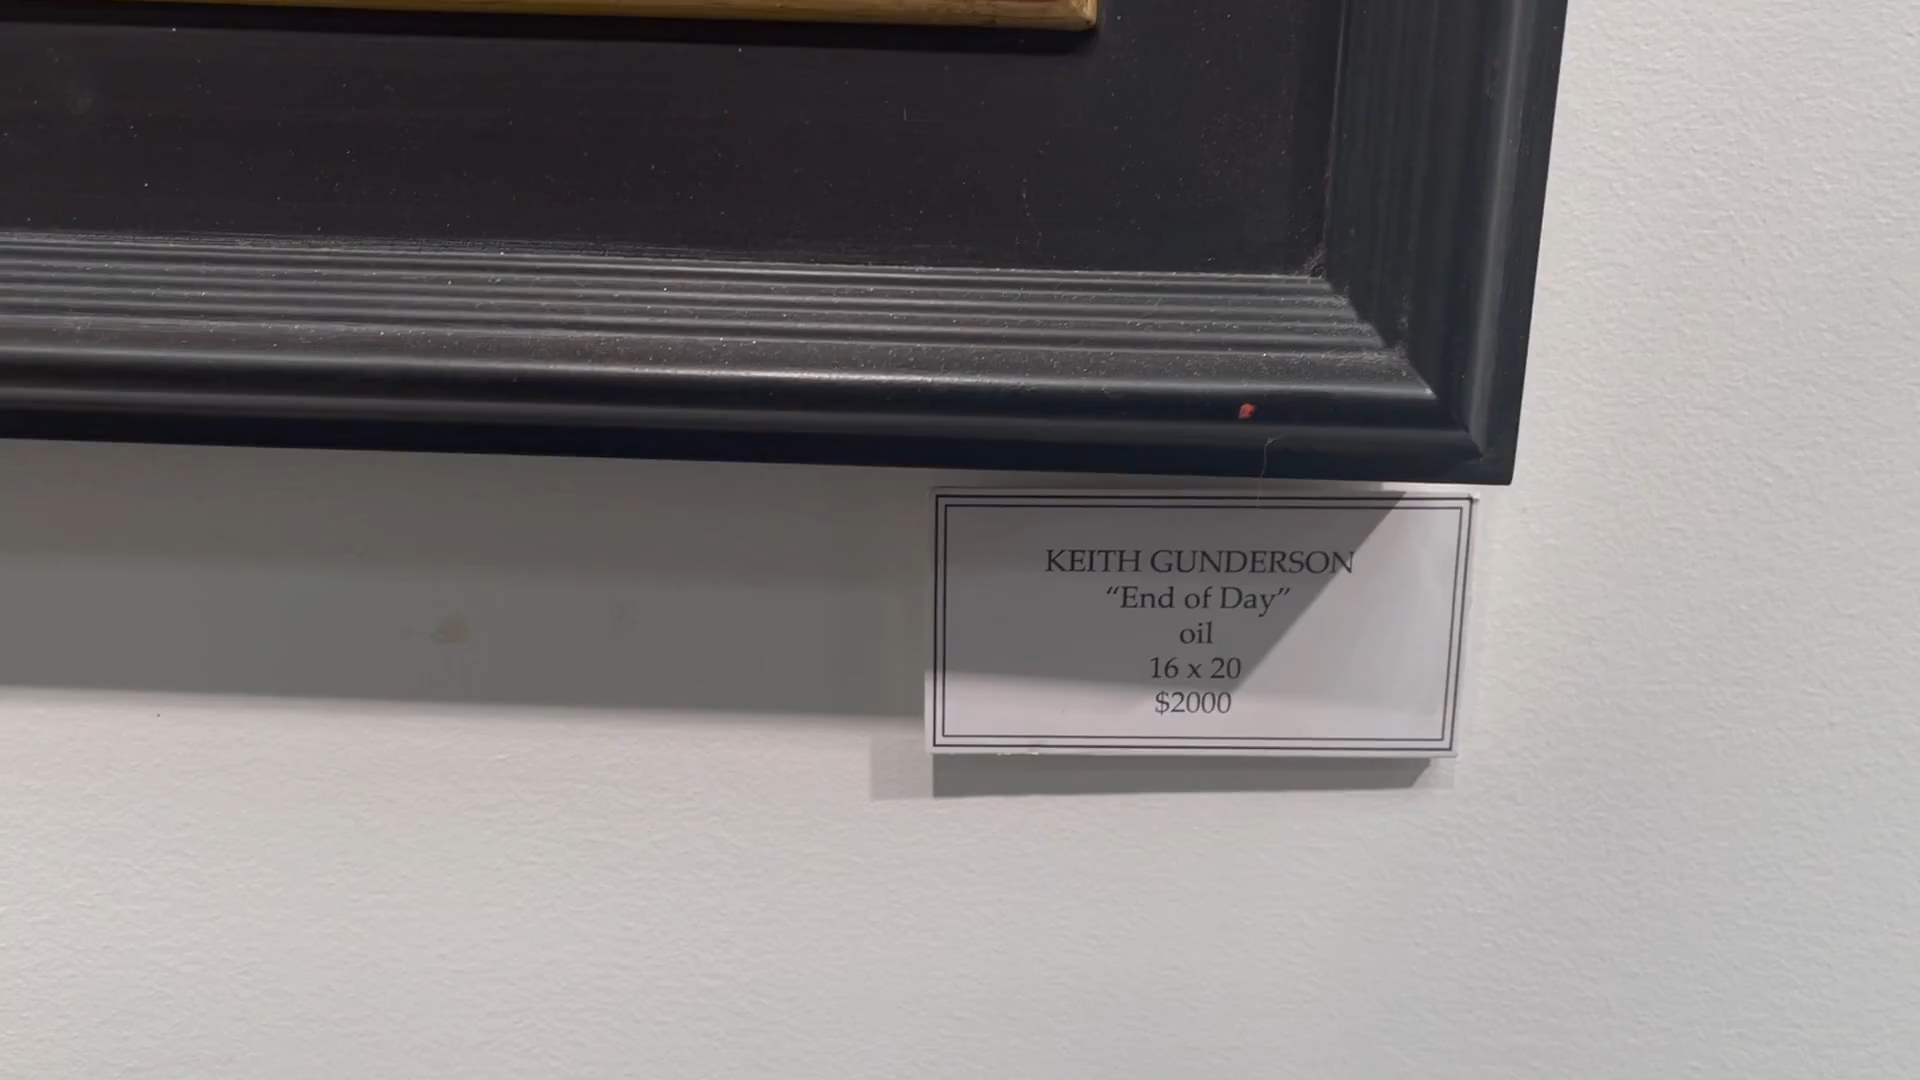 KEITH GUNDERSON
“End of Day”
oil
16 x 20
$2000